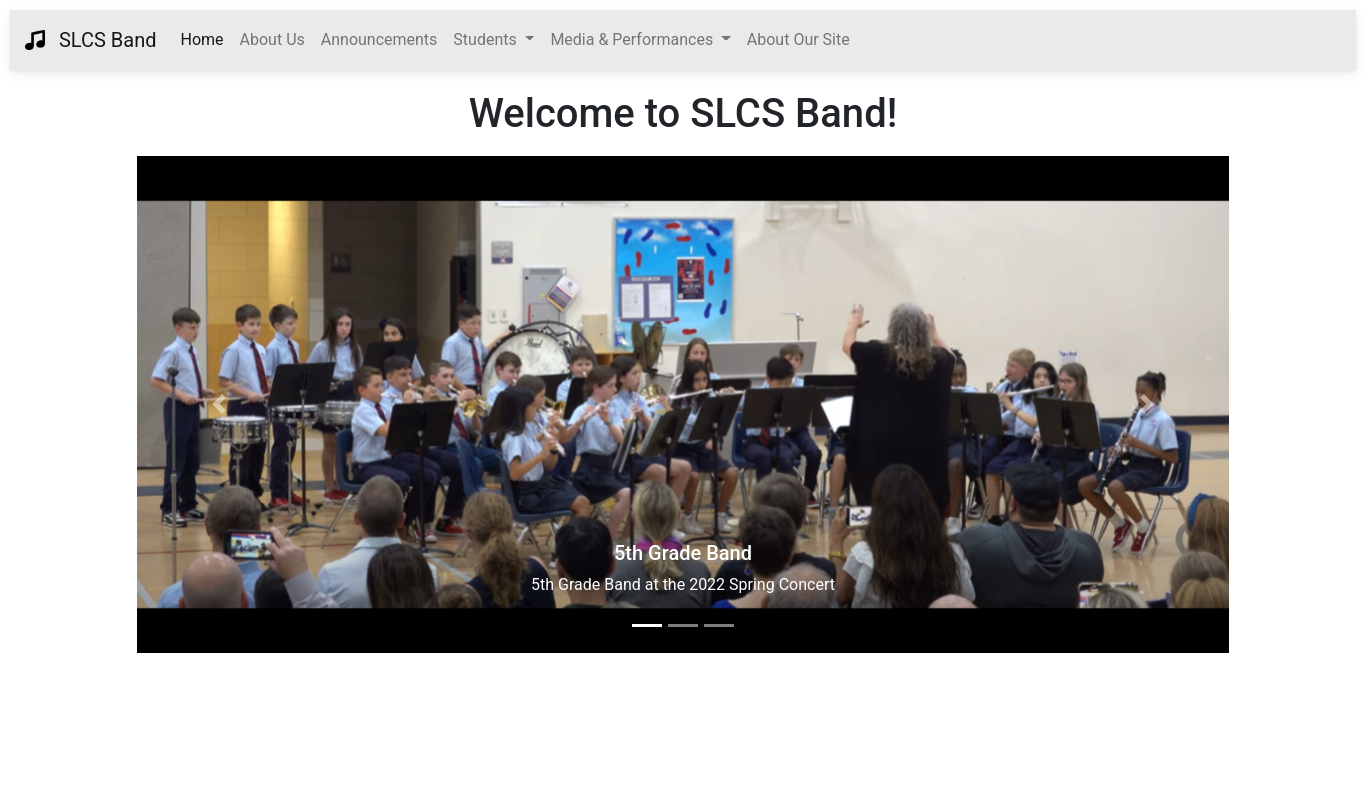 SLCS Band Home About Us Announcements Students Media & Performances About Our Site
Welcome to SLCS Band!
5th Grade Band
5th Grade Band at the 2022 Spring Concert